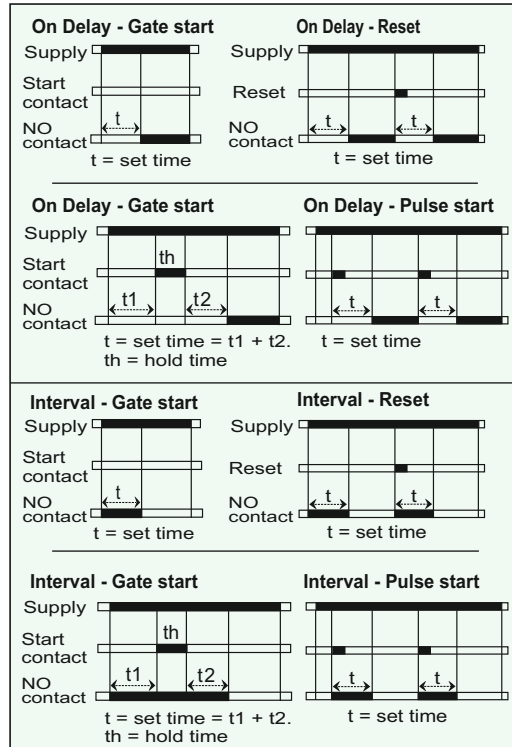 On Delay - Gate start
Supply
Start
contact
t
NO
contact
t = set time
On Delay - Reset
Supply
Reset
NO
contact
t
t
t = set time
On Delay - Gate start
Supply
Start
contact
th
NO
contact
t1
t2
t = set time = t1 + t2.
th = hold time
On Delay - Pulse start
t
t
t = set time
Interval - Gate start
Supply
Start
contact
NO
contact
t
t = set time
Interval - Reset
Supply
Reset
NO
contact
t
t
t = set time
Interval - Gate start
Supply
Start
contact
th
NO
contact
t1
t2
t = set time = t1 + t2.
th = hold time
Interval - Pulse start
t
t
t = set time